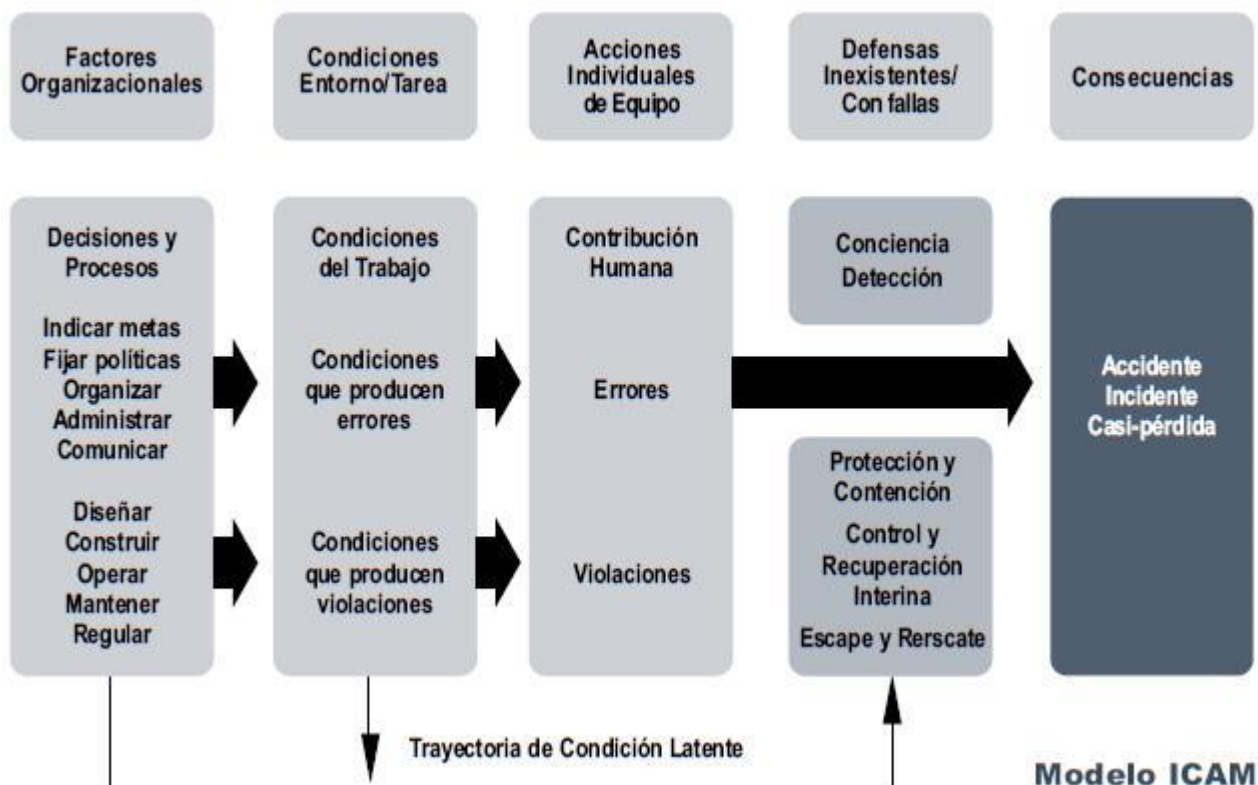 Factores
Organizacionales
Condiciones
Entorno/Tarea
Acciones
Individuales
de Equipo
Defensas
Inexistentes/
Con fallas
Consecuencias
Decisiones y
Procesos
Indicar metas
Fijar políticas
Organizar
Administrar
Comunicar
Diseñar
Construir
Operar
Mantener
Regular
Condiciones
del Trabajo
Condiciones
que producen
errores
Condiciones
que producen
violaciones
Contribución
Humana
Errores
Violaciones
Conciencia
Detección
Protección y
Contención
Control y
Recuperación
Interina
Escape y Rerscate
Accidente
Incidente
Casi-pérdida
Trayectoria de Condición Latente
Modelo ICAM